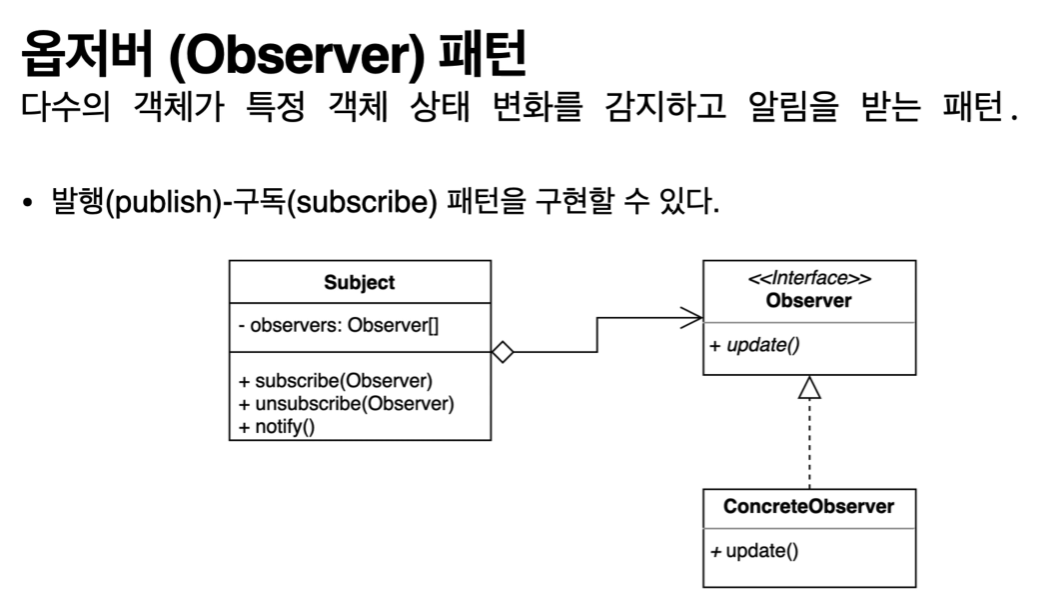 옵저버 (Observer) 패턴
다수의 객체가 특정 객체 상태 변화를 감지하고 알림을 받는 패턴.
• 발행(publish)-구독(subscribe) 패턴을 구현할 수 있다.
Subject
- observers: Observer[]
+ subscribe(Observer)
+ unsubscribe(Observer)
+ notify()
<<Interface>>
Observer
+ update()
ConcreteObserver
+ update()